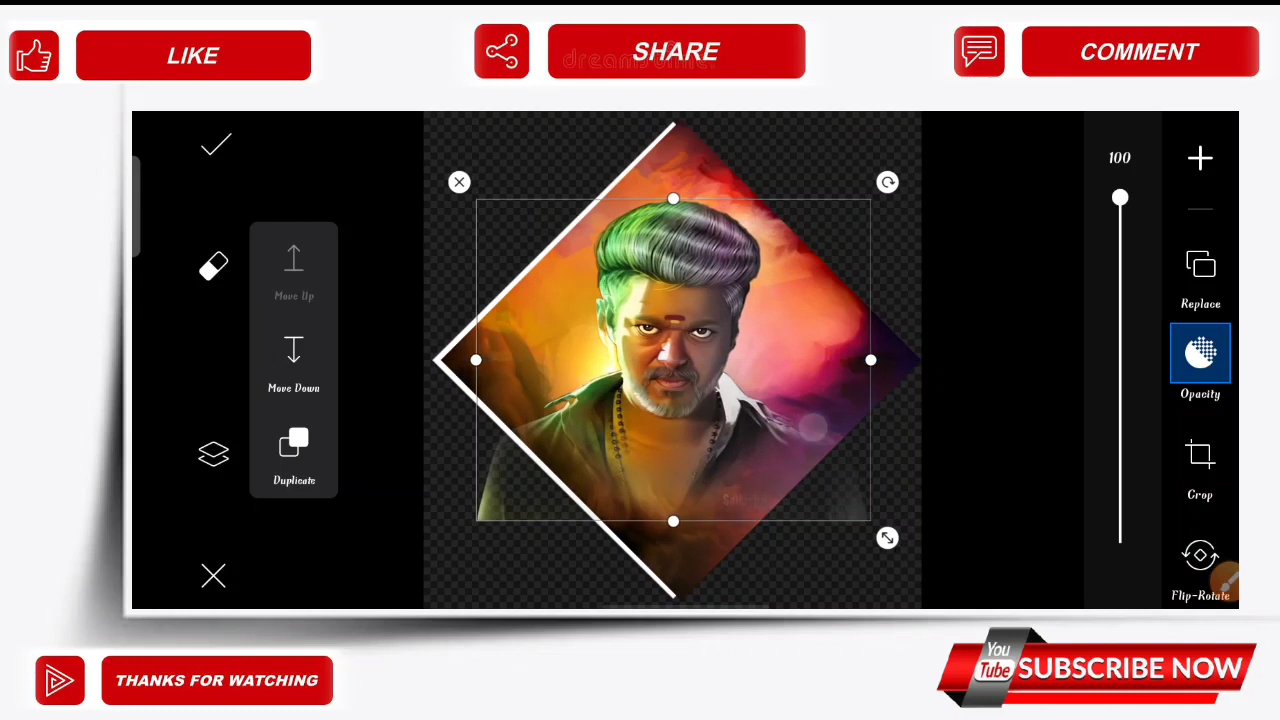 LIKE
SHARE
COMMENT
100
Move Up
Replace
Move Down
Opacity
Duplicate
Crop
Flip-Rotate
THANKS FOR WATCHING
You
Tube
SUBSCRIBE NOW